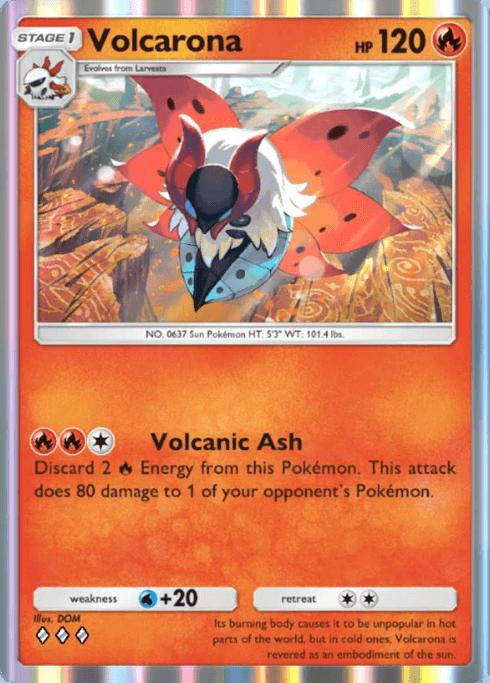 STAGE 1 Volcarona HP 120
Evolves from Larvesta
NO. 0637 Sun Pokémon HT: 5'3" WT: 101.4 lbs.
Volcanic Ash
Discard 2 Energy from this Pokémon. This attack
does 80 damage to 1 of your opponent's Pokémon.
weakness +20 retreat
Illus. DOM
Its burning body causes it to be unpopular in hot
parts of the world, but in cold ones, Volcarona is
revered as an embodiment of the sun.